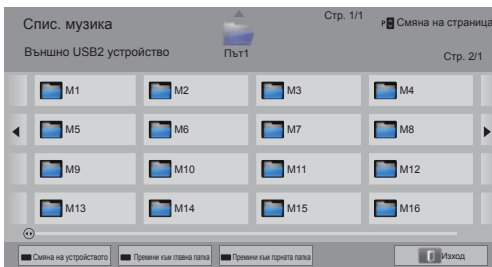 Спис. музика
Стр. 1/1
P Смяна на страница
Външно USB2 устройство
Път1
Стр. 2/1
M1 M2 M3 M4
M5 M6 M7 M8
M9 M10 M11 M12
M13 M14 M15 M16
Смяна на устройството Премини към главна папка Премини към горната папка Изход